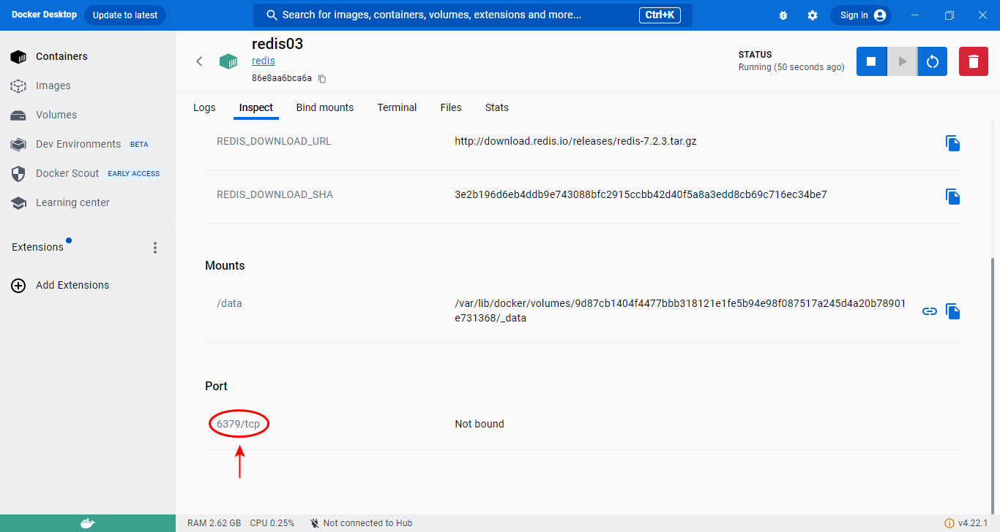 Docker Desktop
Update to latest
Search for images, containers, volumes, extensions and more...
Ctrl+K
Sign in
Containers
Images
Volumes
Dev Environments BETA
Docker Scout EARLY ACCESS
Learning center
Extensions
Add Extensions
redis03
redis
86e8aa6bca6a
STATUS
Running (50 seconds ago)
Logs
Inspect
Bind mounts
Terminal
Files
Stats
REDIS_DOWNLOAD_URL
http://download.redis.io/releases/redis-7.2.3.tar.gz
REDIS_DOWNLOAD_SHA
3e2b196d6eb4ddb9e743088bfc2915ccbb42d40f5a8a3edd8cb69c716ec34be7
Mounts
/data
/var/lib/docker/volumes/9d87cb1404f4477bbb318121e1fe5b94e98f087517a245d4a20b78901
e731368/_data
Port
6379/tcp
Not bound
RAM 2.62 GB
CPU 0.25%
Not connected to Hub
v4.22.1